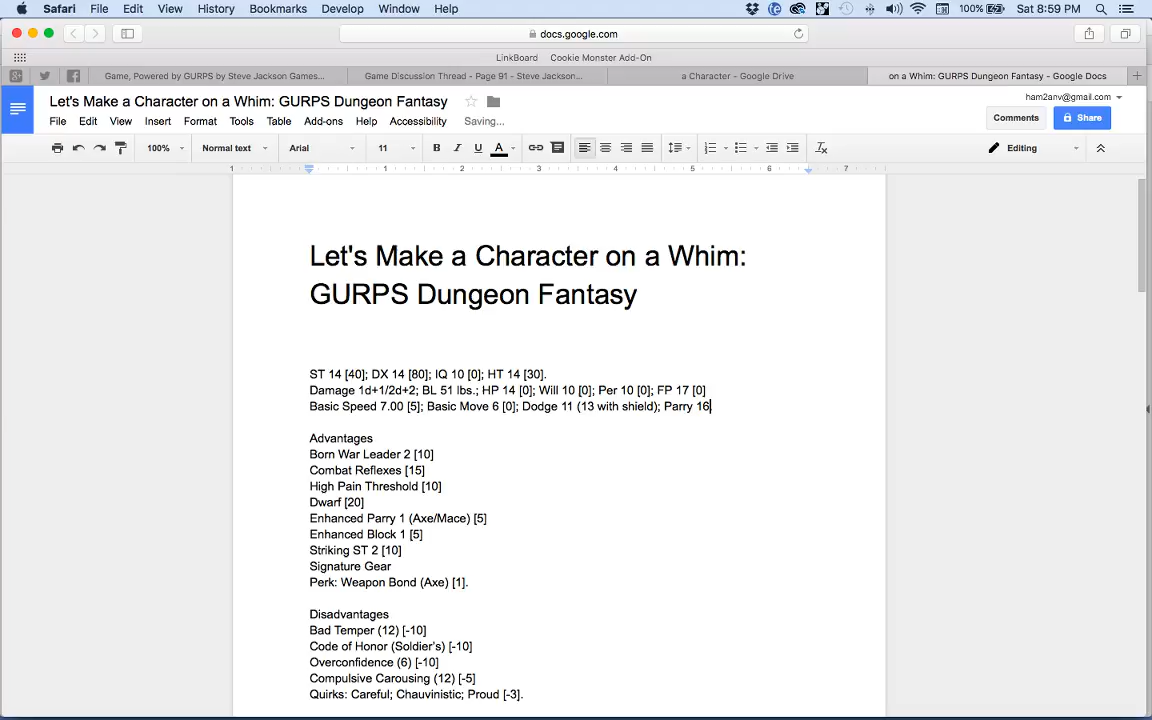 Safari File Edit View History Bookmarks Develop Window Help 100% Sat 8:59 PM
docs.google.com
LinkBoard Cookie Monster Add-On
Game, Powered by GURPS by Steve Jackson Games... Game Discussion Thread - Page 91 - Steve Jackson... a Character - Google Drive on a Whim: GURPS Dungeon Fantasy - Google Docs
Let's Make a Character on a Whim: GURPS Dungeon Fantasy ham2anv@gmail.com
File Edit View Insert Format Tools Table Add-ons Help Accessibility Saving... Comments Share
100% Normal text Arial 11 B I U A Editing
1 1 2 3 4 5 6 7
Let's Make a Character on a Whim:
GURPS Dungeon Fantasy
ST 14 [40]; DX 14 [80]; IQ 10 [0]; HT 14 [30].
Damage 1d+1/2d+2; BL 51 lbs.; HP 14 [0]; Will 10 [0]; Per 10 [0]; FP 17 [0]
Basic Speed 7.00 [5]; Basic Move 6 [0]; Dodge 11 (13 with shield); Parry 16
Advantages
Born War Leader 2 [10]
Combat Reflexes [15]
High Pain Threshold [10]
Dwarf [20]
Enhanced Parry 1 (Axe/Mace) [5]
Enhanced Block 1 [5]
Striking ST 2 [10]
Signature Gear
Perk: Weapon Bond (Axe) [1].
Disadvantages
Bad Temper (12) [-10]
Code of Honor (Soldier's) [-10]
Overconfidence (6) [-10]
Compulsive Carousing (12) [-5]
Quirks: Careful; Chauvinistic; Proud [-3].